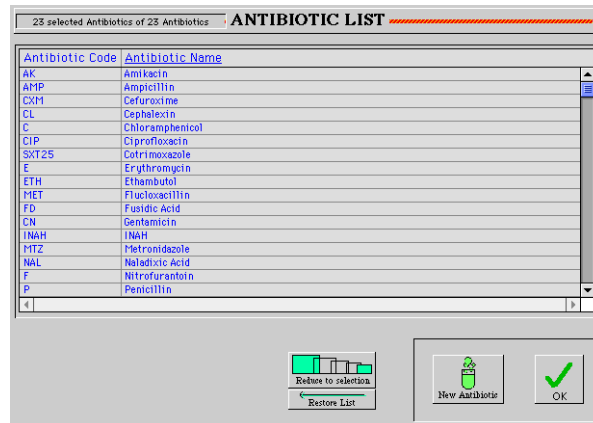 23 selected Antibiotics of 23 Antibiotics
ANTIBIOTIC LIST
Antibiotic Code Antibiotic Name
AK Amikacin
AMP Ampicillin
CXM Cefuroxime
CL Cephalexin
C Chloramphenicol
CIP Ciprofloxacin
SXT25 Cotrimoxazole
E Erythromycin
ETH Ethambutol
MET Flucloxacillin
FD Fusidic Acid
CN Gentamicin
INAH INAH
MTZ Metronidazole
NAL Naladixic Acid
F Nitrofurantoin
P Penicillin
Reduce to selection
Restore List
New Antibiotic
OK